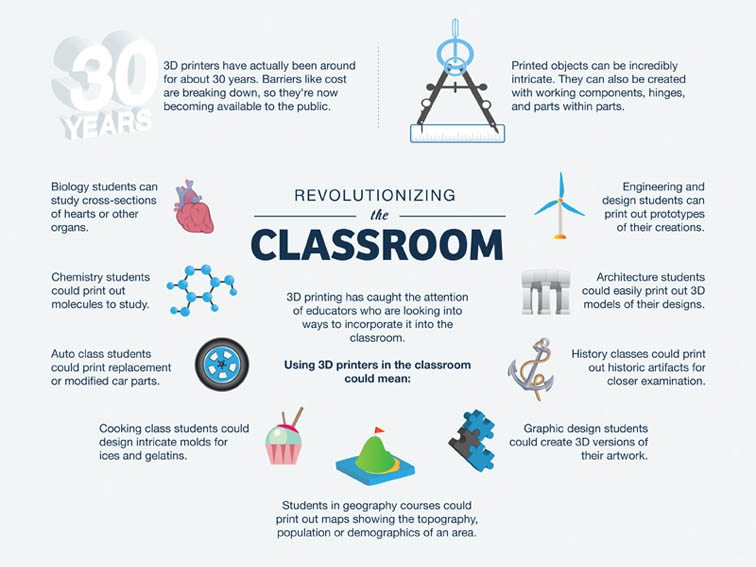 30
YEARS
3D printers have actually been around
for about 30 years. Barriers like cost
are breaking down, so they're now
becoming available to the public.
Printed objects can be incredibly
intricate. They can also be created
with working components, hinges,
and parts within parts.
REVOLUTIONIZING
the
CLASSROOM
3D printing has caught the attention
of educators who are looking into
ways to incorporate it into the
classroom.
Using 3D printers in the classroom
could mean:
Biology students can
study cross-sections
of hearts or other
organs.
Chemistry students
could print out
molecules to study.
Auto class students
could print replacement
or modified car parts.
Cooking class students could
design intricate molds for
ices and gelatins.
Students in geography courses could
print out maps showing the topography,
population or demographics of an area.
Engineering and
design students can
print out prototypes
of their creations.
Architecture students
could easily print out 3D
models of their designs.
History classes could print
out historic artifacts for
closer examination.
Graphic design students
could create 3D versions of
their artwork.